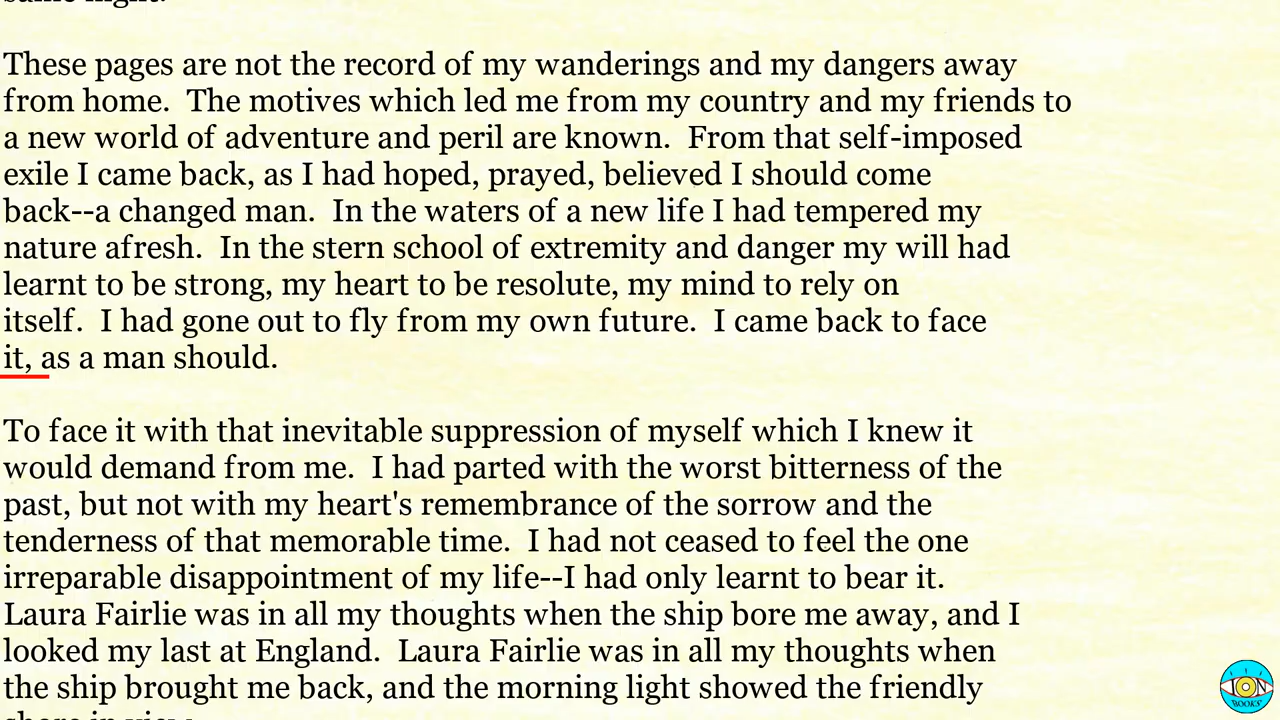 same night.
These pages are not the record of my wanderings and my dangers away
from home.  The motives which led me from my country and my friends to
a new world of adventure and peril are known.  From that self-imposed
exile I came back, as I had hoped, prayed, believed I should come
back--a changed man.  In the waters of a new life I had tempered my
nature afresh.  In the stern school of extremity and danger my will had
learnt to be strong, my heart to be resolute, my mind to rely on
itself.  I had gone out to fly from my own future.  I came back to face
it, as a man should.
To face it with that inevitable suppression of myself which I knew it
would demand from me.  I had parted with the worst bitterness of the
past, but not with my heart's remembrance of the sorrow and the
tenderness of that memorable time.  I had not ceased to feel the one
irreparable disappointment of my life--I had only learnt to bear it.
Laura Fairlie was in all my thoughts when the ship bore me away, and I
looked my last at England.  Laura Fairlie was in all my thoughts when
the ship brought me back, and the morning light showed the friendly
shore in view.
ION
BOOKS